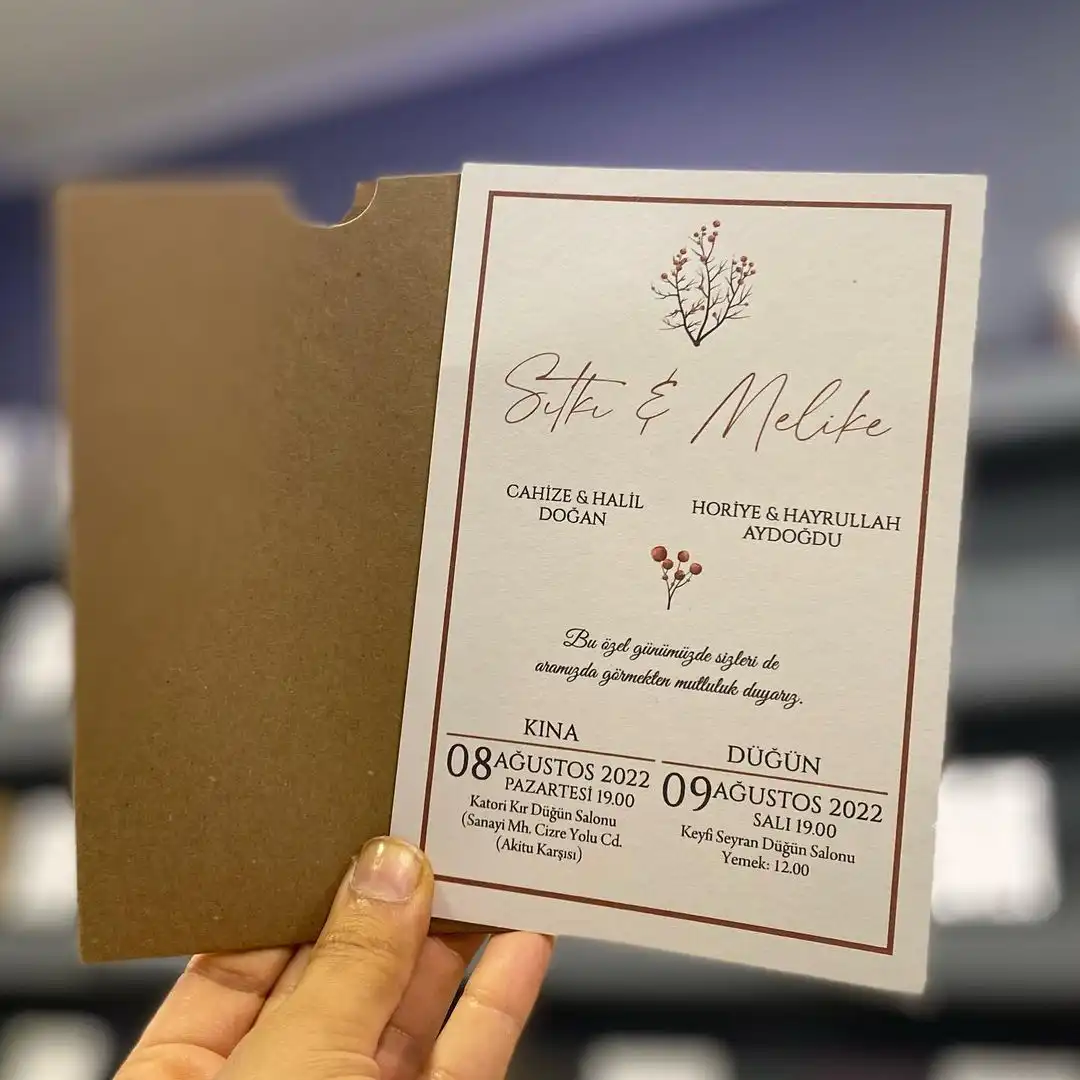 Sıtkı & Melike
CAHİZE & HALİL
DOĞAN
HORİYE & HAYRULLAH
AYDOĞDU
Bu özel günümüzde sizleri de
aramızda görmekten mutluluk duyarız.
KINA
08 AĞUSTOS 2022
PAZARTESİ 19.00
Katori Kır Düğün Salonu
(Sanayi Mh. Cizre Yolu Cd.
(Akitu Karşısı)
DÜĞÜN
09 AĞUSTOS 2022
SALI 19.00
Keyfi Seyran Düğün Salonu
Yemek: 12.00